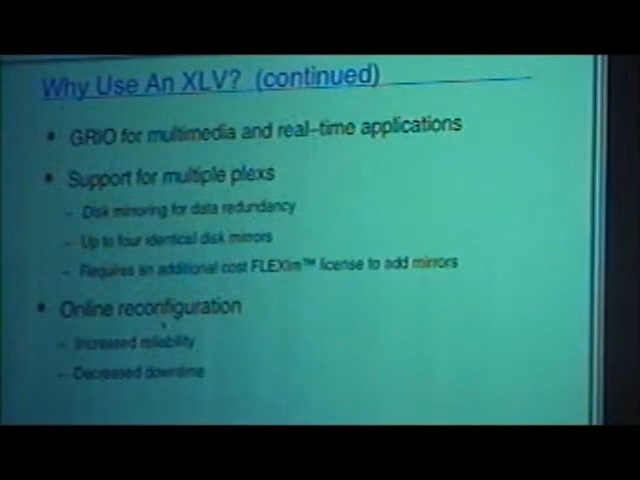 Why Use An XLV? (continued)
• GRIO for multimedia and real-time applications
• Support for multiple plexs
– Disk mirroring for data redundancy
– Up to four identical disk mirrors
– Requires an additional cost FLEXlm™ license to add mirrors
• Online reconfiguration
– Increased reliability
– Decreased downtime